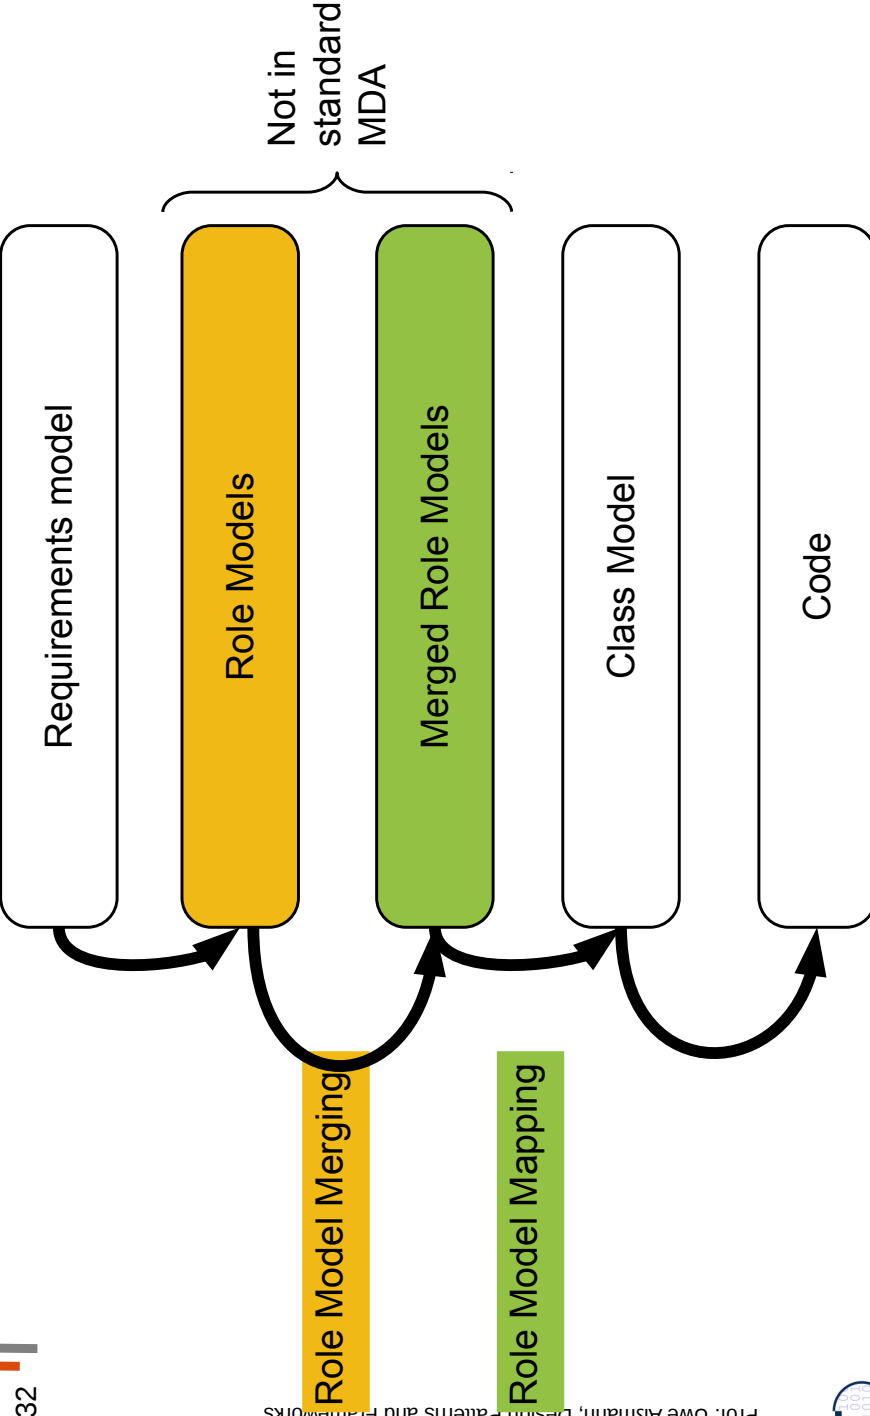 Requirements model
Role Models
Merged Role Models
Class Model
Code
Not in
standard
MDA
Role Model Merging
Role Model Mapping
32